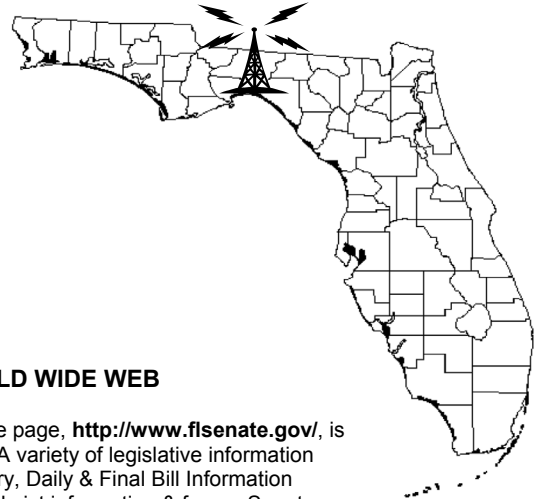 LD WIDE WEB
e page, http://www.flsenate.gov/, is
A variety of legislative information
ry, Daily & Final Bill Information